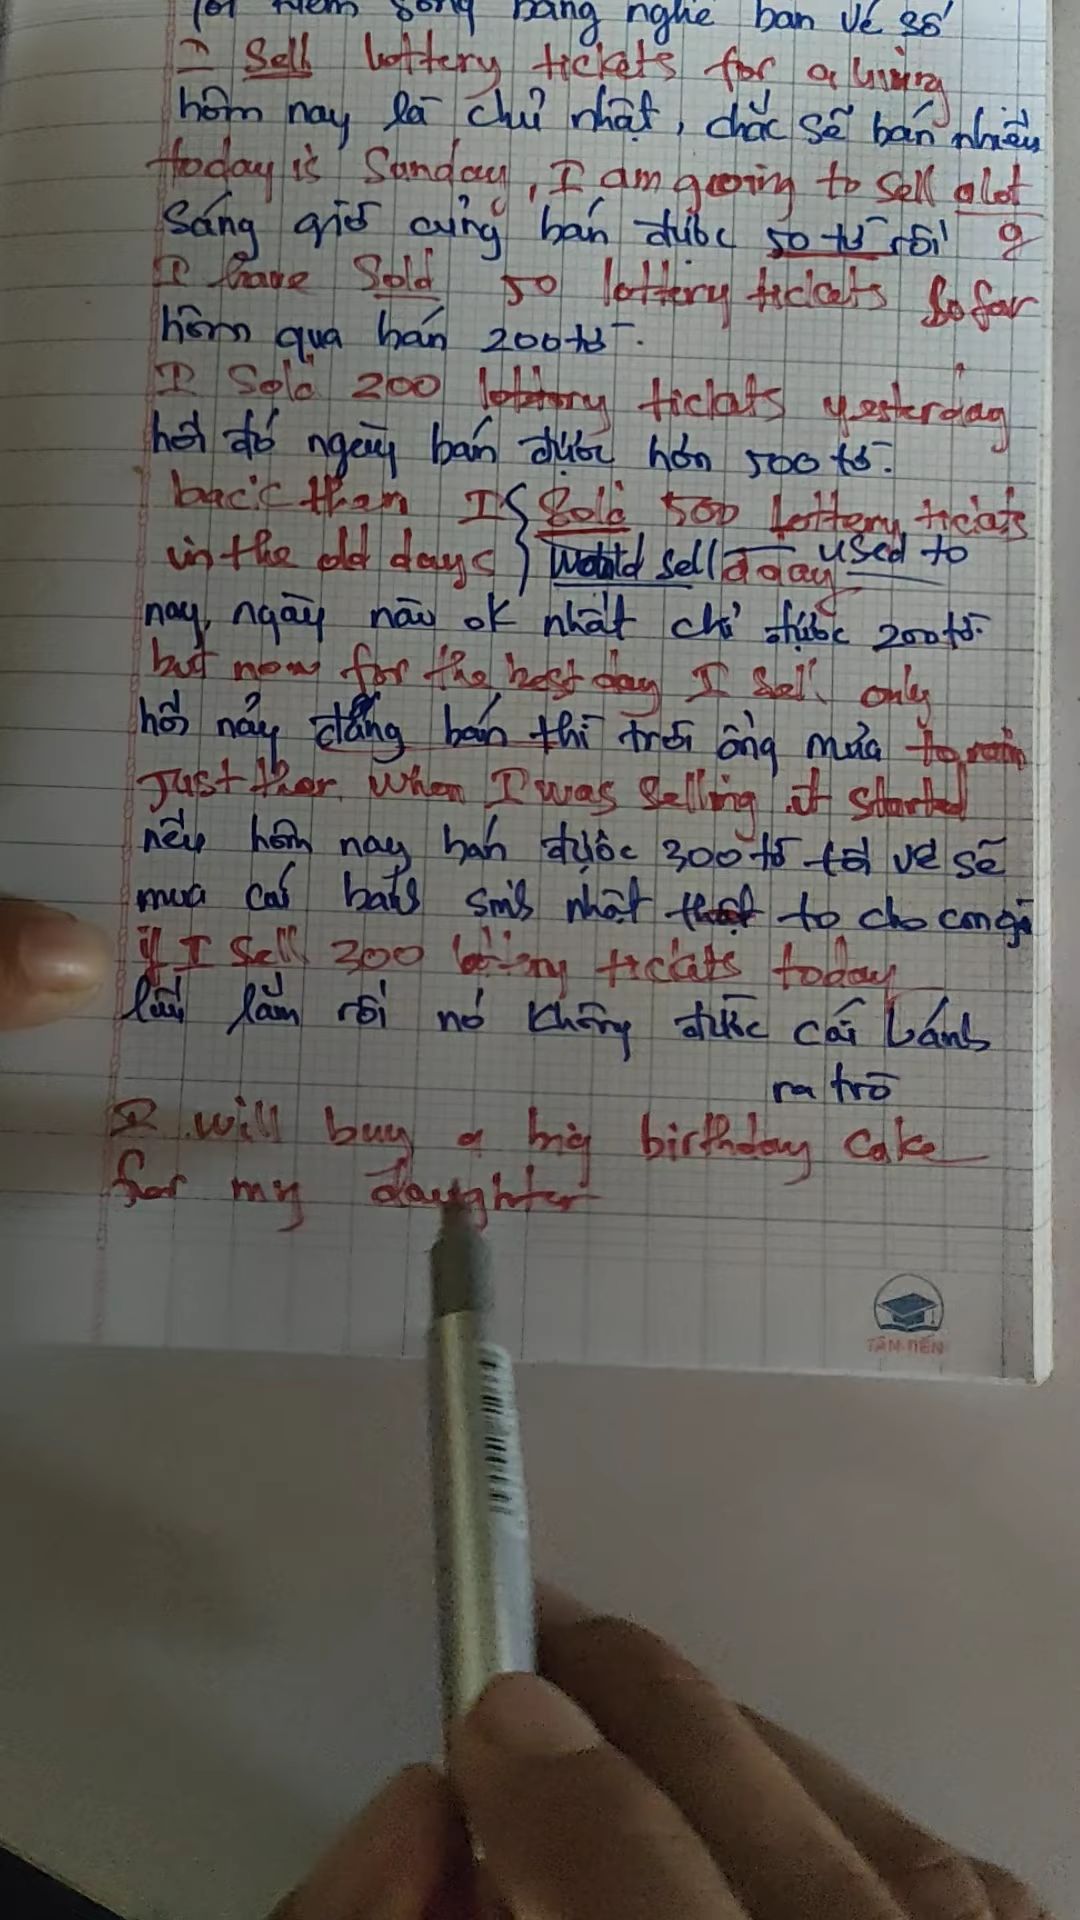 tôi kiếm sống bằng nghề bán vé số
I Sell lottery tickets for a living
hôm nay là chủ nhật, chắc sẽ bán nhiều
today is Sunday, I am going to sell a lot
Sáng giờ cũng bán được 50 tờ rồi
I have Sold 50 lottery tickets So far
hôm qua bán 200 tờ.
I Sold 200 lottery tickets yesterday
hồi đó ngày bán được hơn 500 tờ.
back then I { Sold 500 lottery tickets
in the old days } would sell a day used to
nay, ngày nào ok nhất chỉ được 200 tờ.
but now for the best day I Sell only
hồi nảy đang bán thì trời ổng mưa to rain
Just then when I was selling it started
nếu hôm nay bán được 300 tờ tôi về sẽ
mua cái bánh sinh nhật to cho con gái
if I Sell 300 lottery tickets today
lâu lắm rồi nó không được cái bánh
ra trò
I will buy a big birthday Cake
for my daughter
TÂN TIẾN